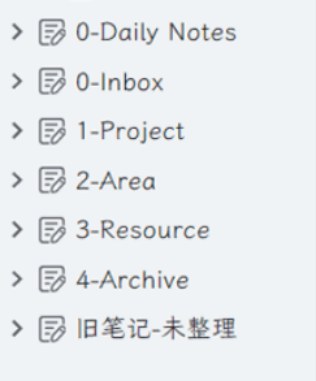 0-Daily Notes
0-Inbox
1-Project
2-Area
3-Resource
4-Archive
旧笔记-未整理